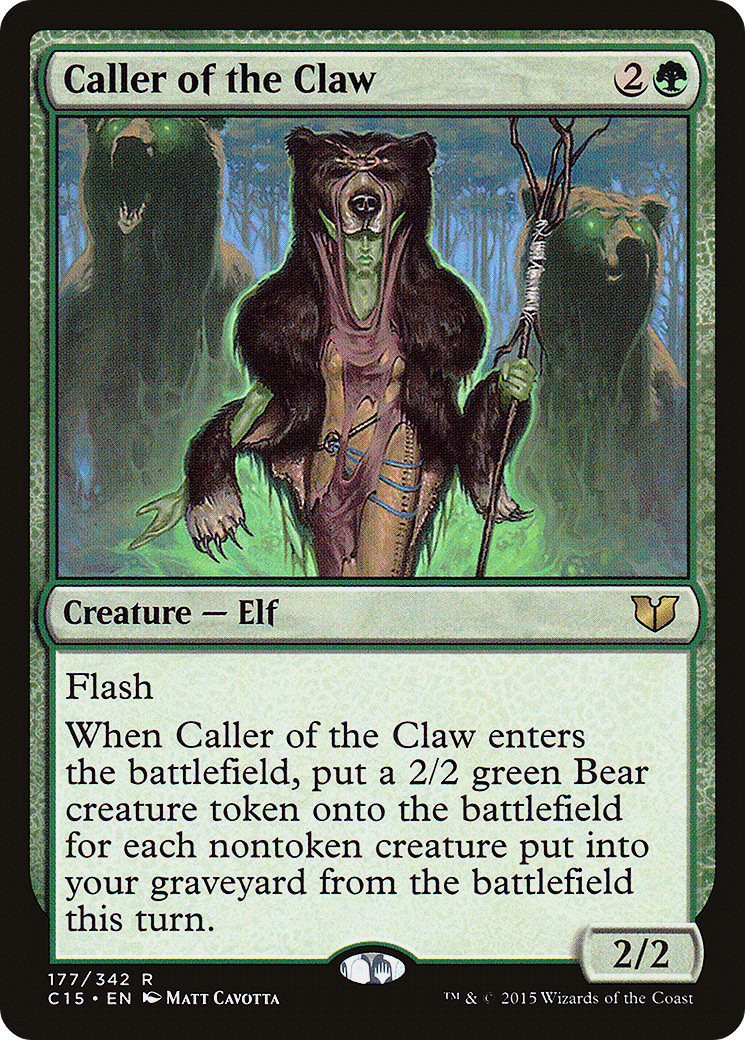 Caller of the Claw 2
Creature — Elf
Flash
When Caller of the Claw enters
the battlefield, put a 2/2 green Bear
creature token onto the battlefield
for each nontoken creature put into
your graveyard from the battlefield
this turn.
2/2
177/342 R
C15 • EN Matt Cavotta
™ & © 2015 Wizards of the Coast